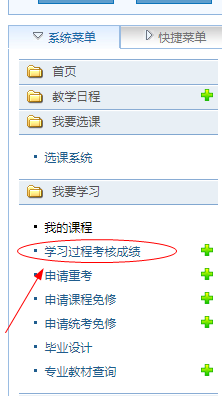 系统菜单
快捷菜单
首页
教学日程
我要选课
选课系统
我要学习
我的课程
学习过程考核成绩
申请重考
申请课程免修
申请统考免修
毕业设计
专业教材查询